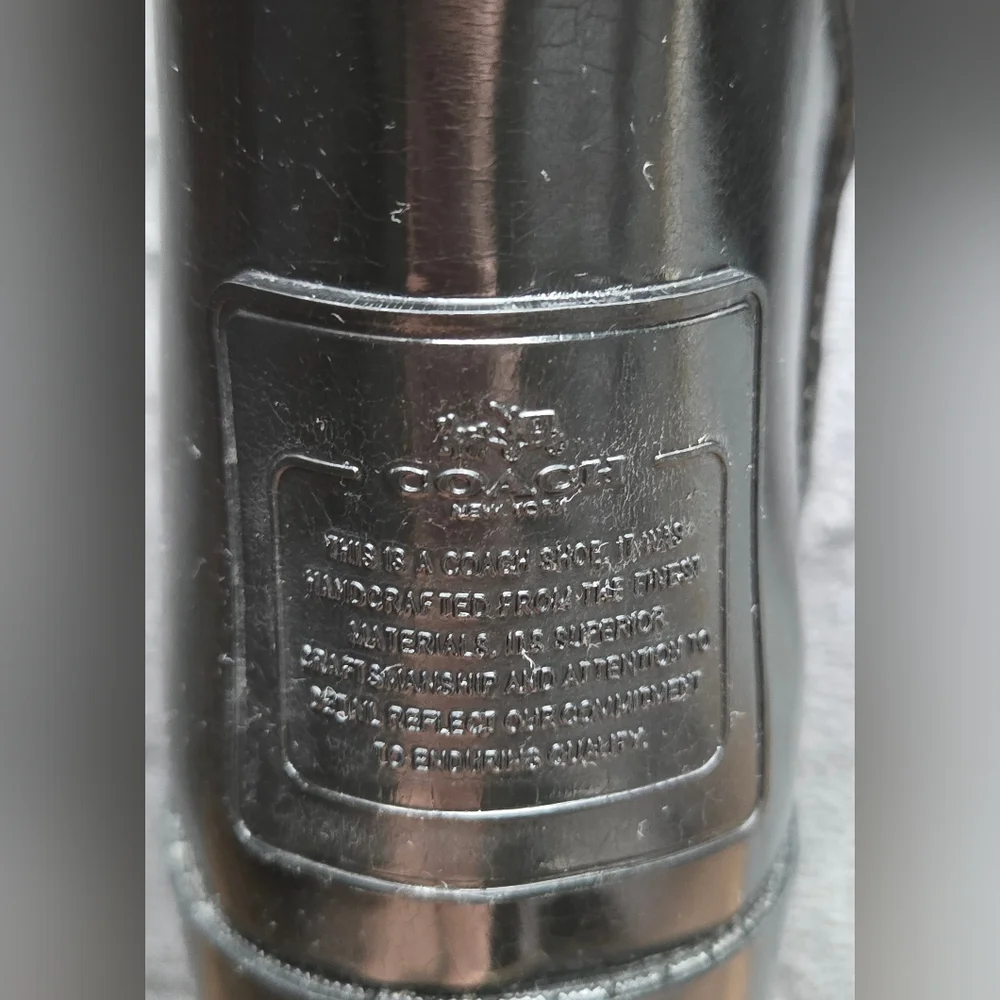 COACH
NEW YORK
THIS IS A COACH SHOE. IT WAS
HANDCRAFTED FROM THE FINEST
MATERIALS. ITS SUPERIOR
CRAFTSMANSHIP AND ATTENTION TO
DETAIL REFLECT OUR COMMITMENT
TO ENDURING QUALITY.